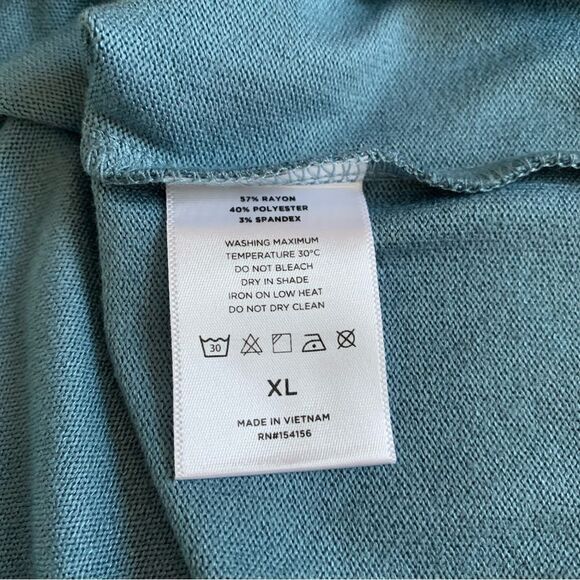 57% RAYON
40% POLYESTER
3% SPANDEX
WASHING MAXIMUM
TEMPERATURE 30°C
DO NOT BLEACH
DRY IN SHADE
IRON ON LOW HEAT
DO NOT DRY CLEAN
30
XL
MADE IN VIETNAM
RN#154156